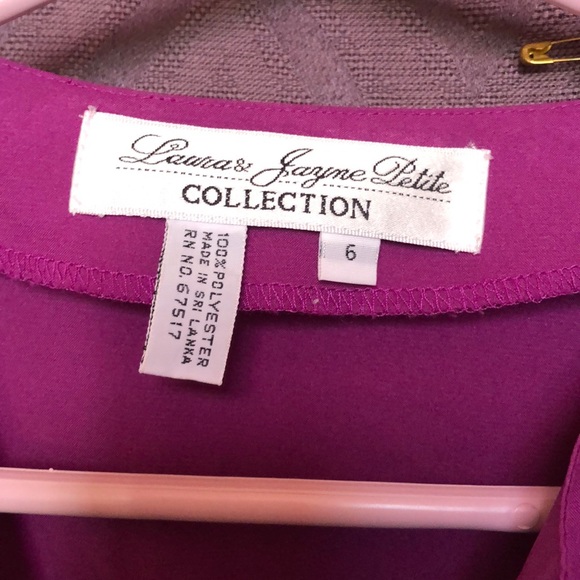 Laura & Jayne Petite
COLLECTION
6
100% POLYESTER
MADE IN SRI LANKA
RN NO. 67517